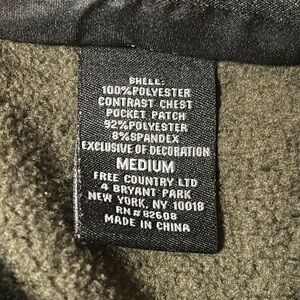 SHELL:
100%POLYESTER
CONTRAST CHEST
POCKET PATCH
92%POLYESTER
8%SPANDEX
EXCLUSIVE OF DECORATION
MEDIUM
FREE COUNTRY LTD
4 BRYANT PARK
NEW YORK, NY 10018
RN# 82608
MADE IN CHINA